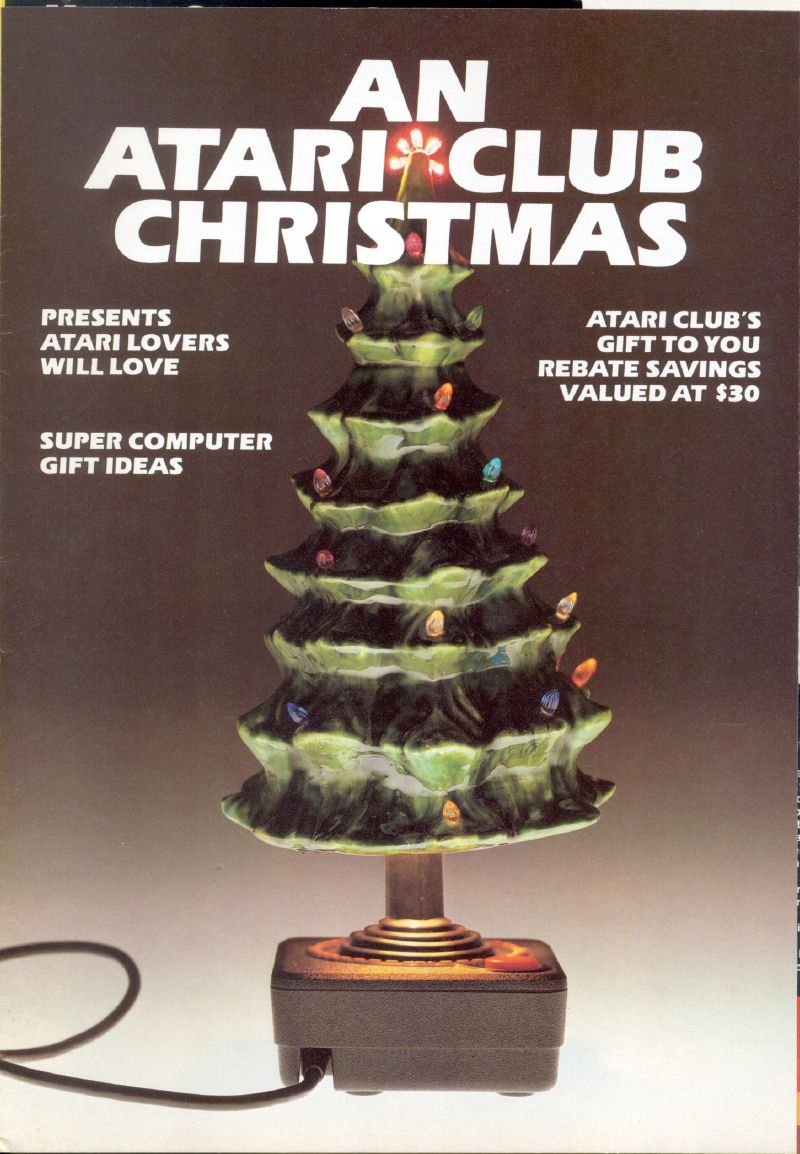 AN
ATARI CLUB
CHRISTMAS
PRESENTS
ATARI LOVERS
WILL LOVE
SUPER COMPUTER
GIFT IDEAS
ATARI CLUB'S
GIFT TO YOU
REBATE SAVINGS
VALUED AT $30